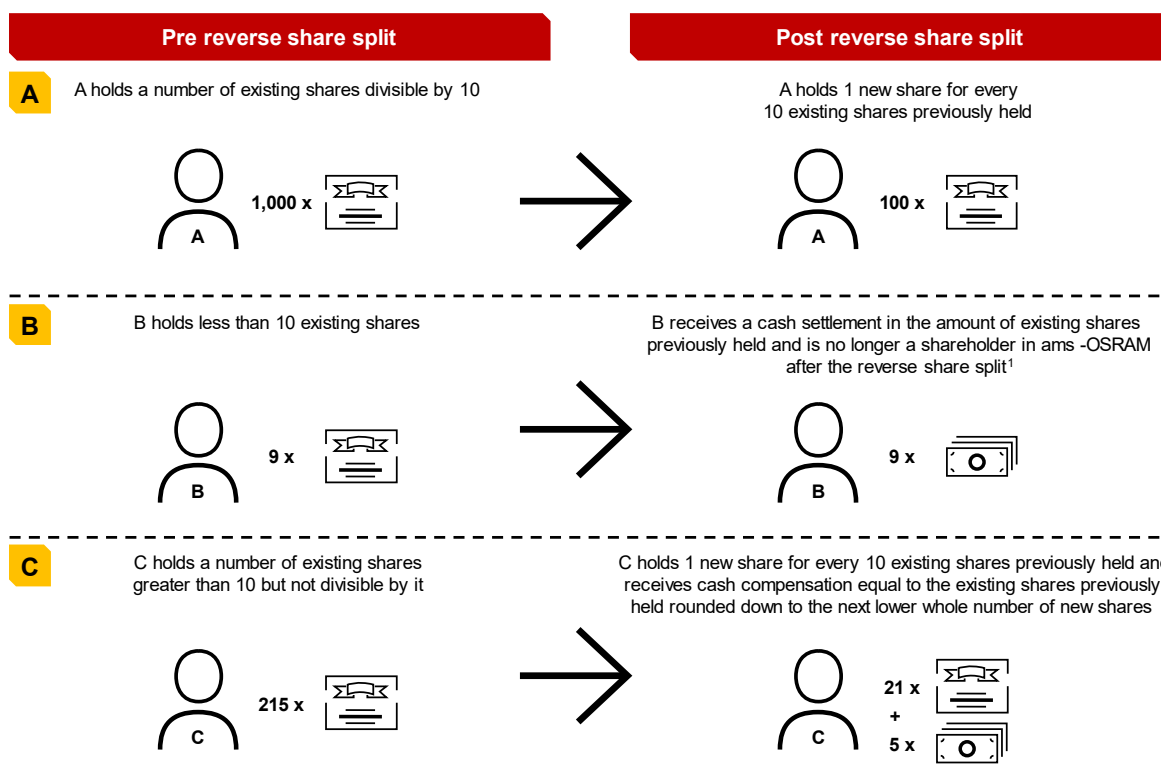 Pre reverse share split
Post reverse share split
A
A holds a number of existing shares divisible by 10
A holds 1 new share for every
10 existing shares previously held
1,000 x
A
100 x
A
B
B holds less than 10 existing shares
B receives a cash settlement in the amount of existing shares
previously held and is no longer a shareholder in ams -OSRAM
after the reverse share split¹
9 x
B
9 x
B
C
C holds a number of existing shares
greater than 10 but not divisible by it
C holds 1 new share for every 10 existing shares previously held and
receives cash compensation equal to the existing shares previously
held rounded down to the next lower whole number of new shares
215 x
C
21 x
+
5 x
C